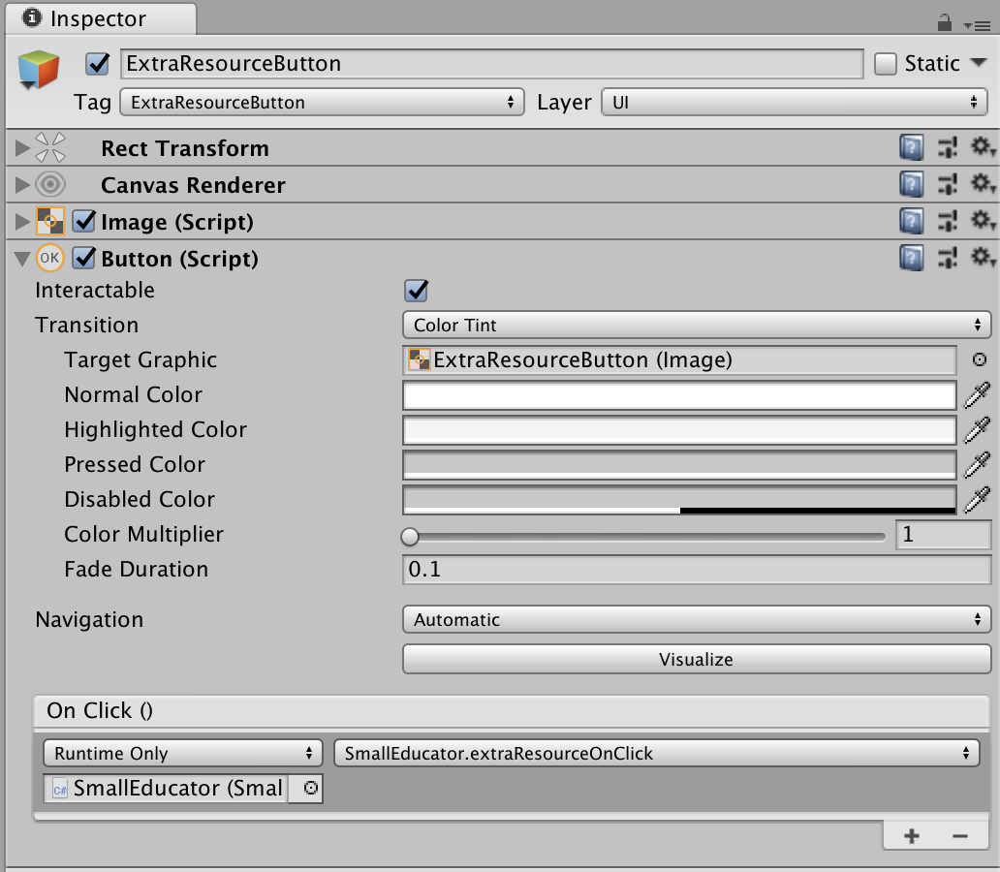 Inspector
ExtraResourceButton Static
Tag ExtraResourceButton Layer UI
Rect Transform
Canvas Renderer
Image (Script)
OK Button (Script)
Interactable
Transition Color Tint
Target Graphic ExtraResourceButton (Image)
Normal Color
Highlighted Color
Pressed Color
Disabled Color
Color Multiplier 1
Fade Duration 0.1
Navigation Automatic
Visualize
On Click ()
Runtime Only SmallEducator.extraResourceOnClick
C# SmallEducator (Smal